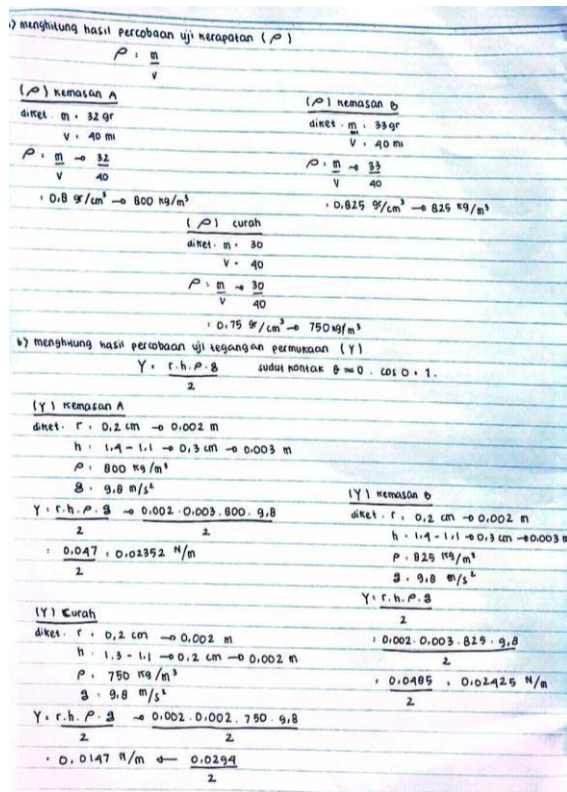 a) menghitung hasil percobaan uji kerapatan (ρ)
ρ = m/v
(ρ) kemasan A
diket. m = 32 gr
v = 40 ml
ρ = m/v → 32/40
= 0,8 gr/cm³ → 800 kg/m³
(ρ) kemasan B
diket. m = 33 gr
v = 40 ml
ρ = m/v → 33/40
= 0,825 gr/cm³ → 825 kg/m³
(ρ) curah
diket. m = 30
v = 40
ρ = m/v → 30/40
= 0,75 gr/cm³ → 750 kg/m³
b) menghitung hasil percobaan uji tegangan permukaan (γ)
γ = r.h.ρ.g/2 sudut kontak θ ≈ 0 . cos 0 = 1.
(γ) kemasan A
diket. r = 0,2 cm → 0.002 m
h = 1,4 - 1,1 → 0,3 cm → 0.003 m
ρ = 800 kg/m³
g = 9,8 m/s²
γ = r.h.ρ.g/2 → 0.002 . 0.003 . 800 . 9,8/2
= 0.047/2 = 0.02352 N/m
(γ) kemasan B
diket. r = 0,2 cm → 0.002 m
h = 1,4 - 1,1 → 0,3 cm → 0.003 m
ρ = 825 kg/m³
g = 9,8 m/s²
γ = r.h.ρ.g/2
= 0.002 . 0.003 . 825 . 9,8/2
= 0.0485/2 = 0.02425 N/m
(γ) Curah
diket. r = 0,2 cm → 0.002 m
h = 1,3 - 1,1 → 0,2 cm → 0.002 m
ρ = 750 kg/m³
g = 9,8 m/s²
γ = r.h.ρ.g/2 → 0.002 . 0.002 . 750 . 9,8/2
= 0.0147 N/m ← 0.0294/2